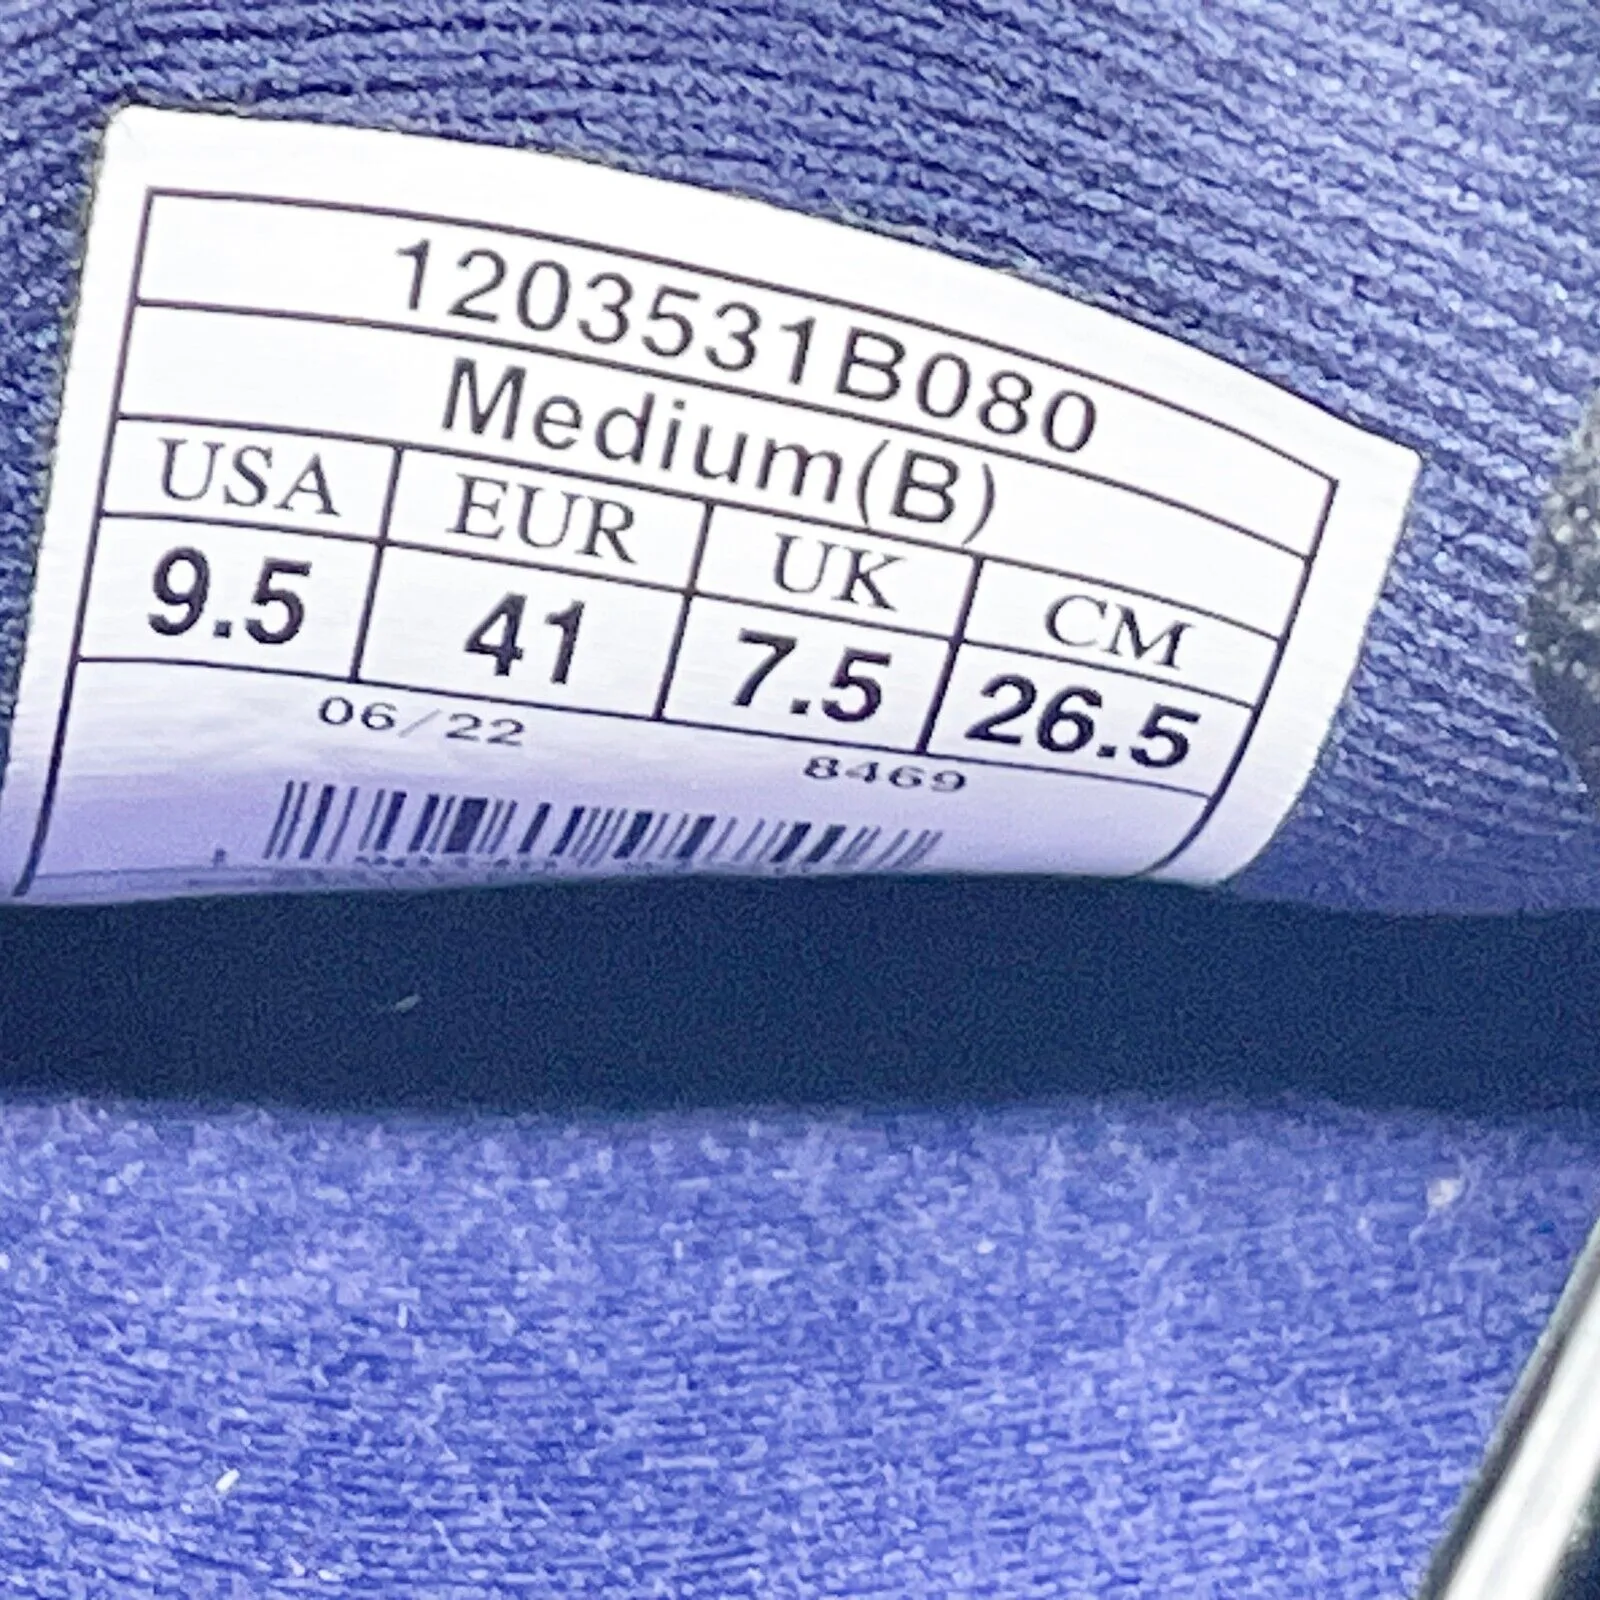 1203531B080
Medium(B)
USA EUR UK CM
9.5 41 7.5 26.5
06/22 8469